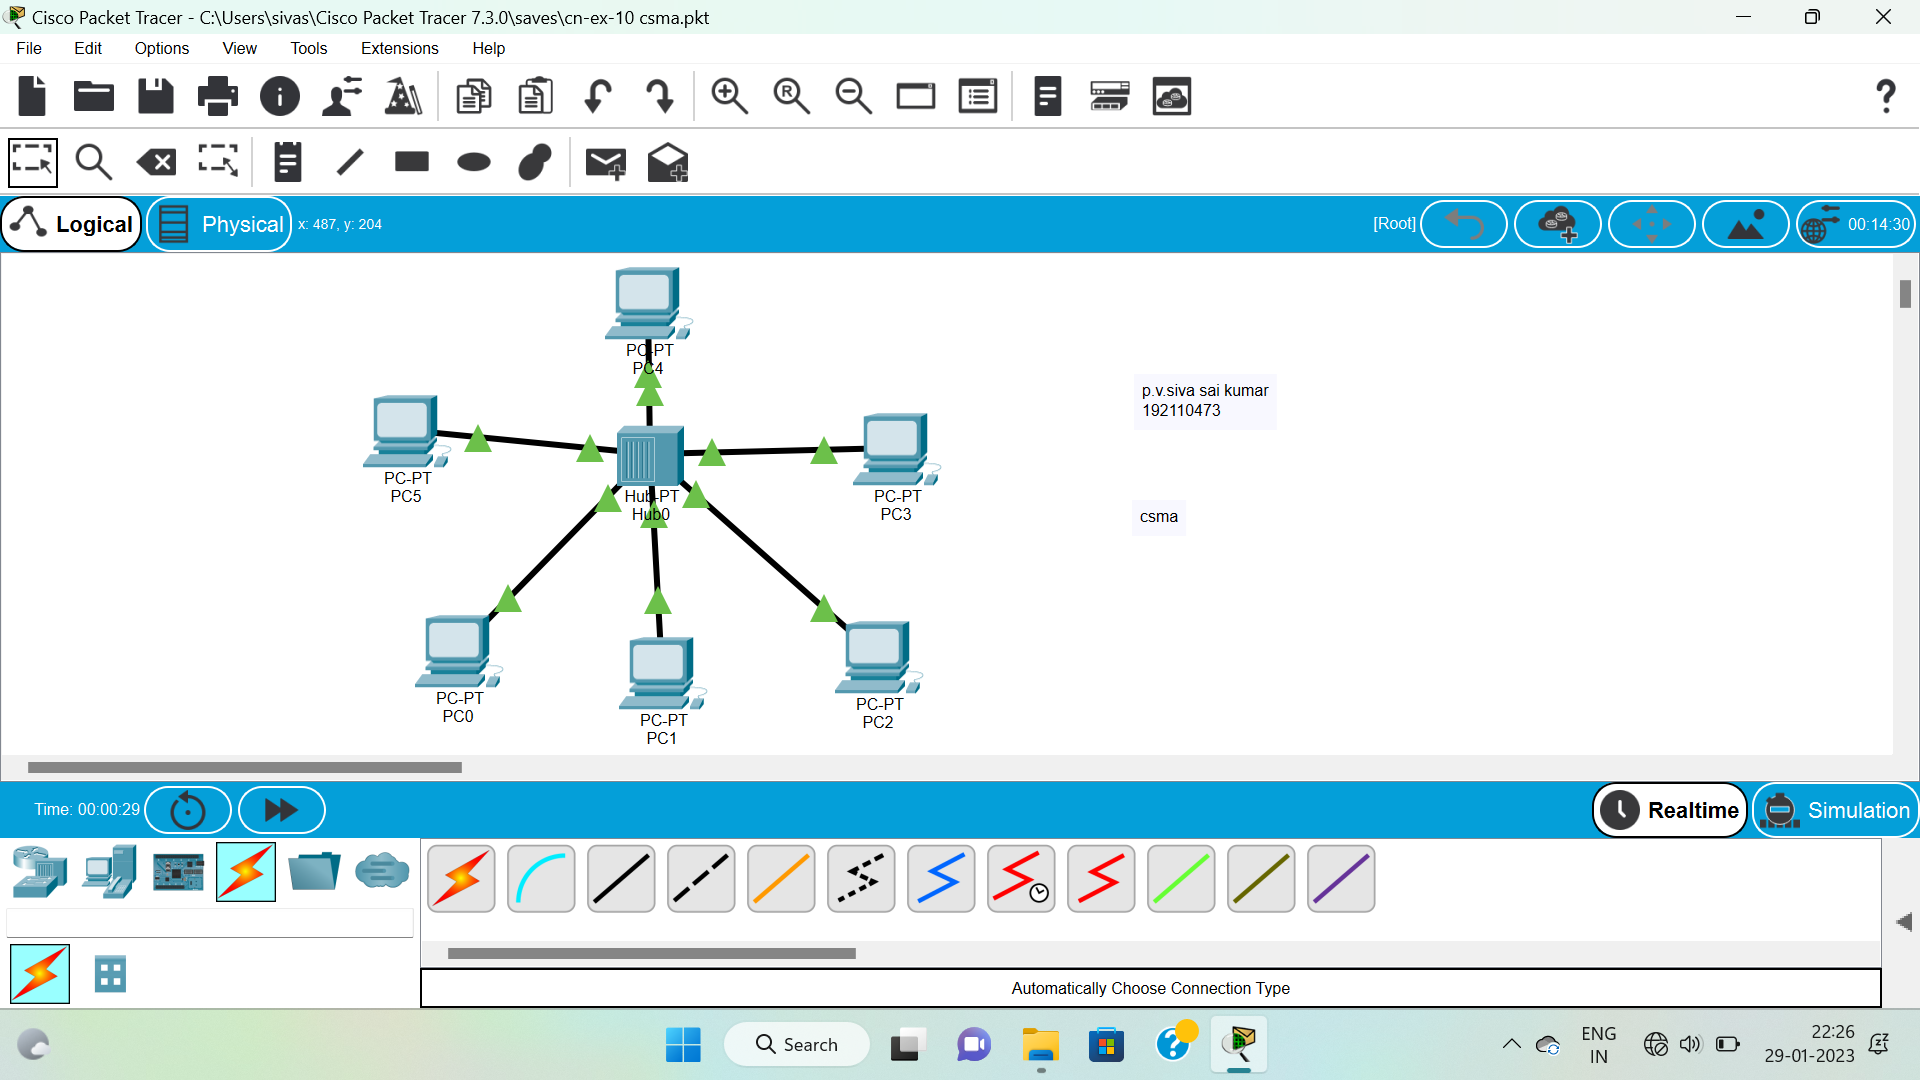 Cisco Packet Tracer - C:\Users\sivas\Cisco Packet Tracer 7.3.0\saves\cn-ex-10 csma.pkt
File Edit Options View Tools Extensions Help
Logical Physical x: 487, y: 204 [Root] 00:14:30
PC-PT
PC4
p.v.siva sai kumar
192110473
PC-PT
PC5
Hub-PT
Hub0
PC-PT
PC3
csma
PC-PT
PC0
PC-PT
PC1
PC-PT
PC2
Time: 00:00:29 Realtime Simulation
Automatically Choose Connection Type
Search
ENG
IN
22:26
29-01-2023